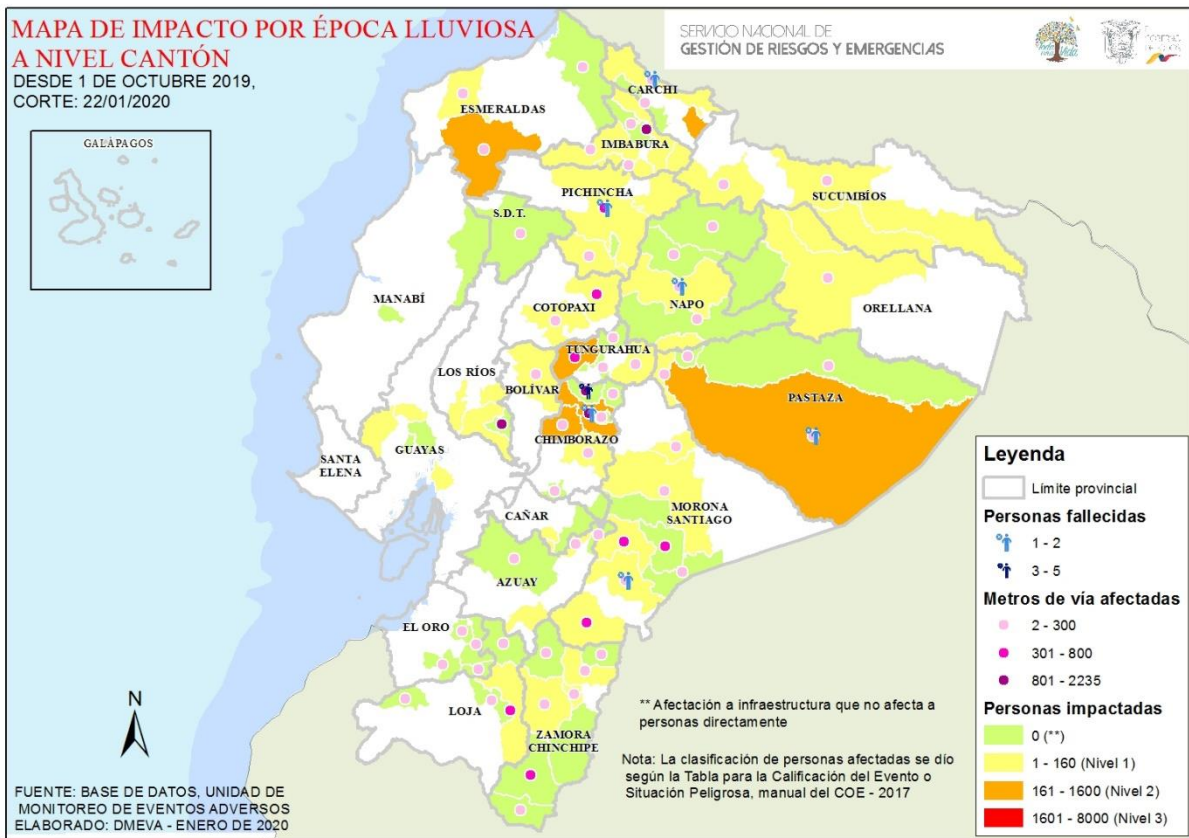 MAPA DE IMPACTO POR ÉPOCA LLUVIOSA
A NIVEL CANTÓN
DESDE 1 DE OCTUBRE 2019,
CORTE: 22/01/2020
SERVICIO NACIONAL DE
GESTIÓN DE RIESGOS Y EMERGENCIAS
GALÁPAGOS
ESMERALDAS
CARCHI
IMBABURA
PICHINCHA
SUCUMBÍOS
S.D.T.
MANABÍ
COTOPAXI
NAPO
ORELLANA
TUNGURAHUA
LOS RÍOS
BOLÍVAR
PASTAZA
CHIMBORAZO
GUAYAS
SANTA
ELENA
MORONA
SANTIAGO
CAÑAR
AZUAY
EL ORO
LOJA
ZAMORA
CHINCHIPE
N
** Afectación a infraestructura que no afecta a
personas directamente
Nota: La clasificación de personas afectadas se dío
según la Tabla para la Calificación del Evento o
Situación Peligrosa, manual del COE - 2017
FUENTE: BASE DE DATOS, UNIDAD DE
MONITOREO DE EVENTOS ADVERSOS
ELABORADO: DMEVA - ENERO DE 2020
Leyenda
Límite provincial
Personas fallecidas
1 - 2
3 - 5
Metros de vía afectadas
2 - 300
301 - 800
801 - 2235
Personas impactadas
0 (**)
1 - 160 (Nivel 1)
161 - 1600 (Nivel 2)
1601 - 8000 (Nivel 3)